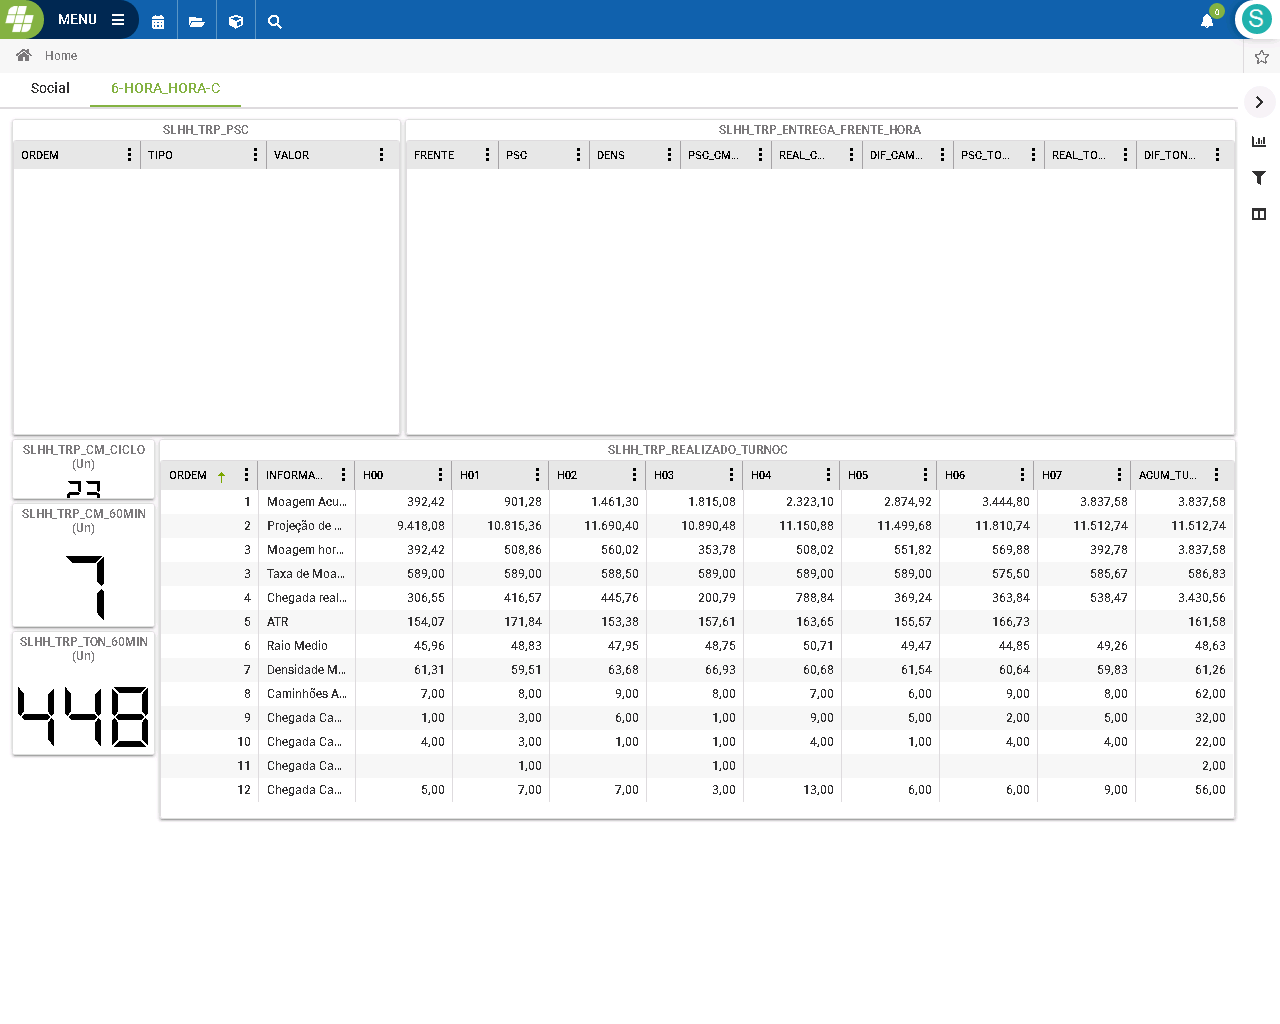 MENU
0
S
Home
Social 6-HORA_HORA-C
SLHH_TRP_PSC
ORDEM TIPO VALOR
SLHH_TRP_ENTREGA_FRENTE_HORA
FRENTE PSC DENS PSC_CM... REAL_C... DIF_CAM... PSC_TO... REAL_TO... DIF_TON...
SLHH_TRP_CM_CICLO
(Un)
23
SLHH_TRP_CM_60MIN
(Un)
7
SLHH_TRP_TON_60MIN
(Un)
448
SLHH_TRP_REALIZADO_TURNOC
ORDEM INFORMA... H00 H01 H02 H03 H04 H05 H06 H07 ACUM_TU...
1 Moagem Acu... 392,42 901,28 1.461,30 1.815,08 2.323,10 2.874,92 3.444,80 3.837,58 3.837,58
2 Projeção de ... 9.418,08 10.815,36 11.690,40 10.890,48 11.150,88 11.499,68 11.810,74 11.512,74 11.512,74
3 Moagem hor... 392,42 508,86 560,02 353,78 508,02 551,82 569,88 392,78 3.837,58
3 Taxa de Moa... 589,00 589,00 588,50 589,00 589,00 589,00 575,50 585,67 586,83
4 Chegada real... 306,55 416,57 445,76 200,79 788,84 369,24 363,84 538,47 3.430,56
5 ATR 154,07 171,84 153,38 157,61 163,65 155,57 166,73 161,58
6 Raio Medio 45,96 48,83 47,95 48,75 50,71 49,47 44,85 49,26 48,63
7 Densidade M... 61,31 59,51 63,68 66,93 60,68 61,54 60,64 59,83 61,26
8 Caminhões A... 7,00 8,00 9,00 8,00 7,00 6,00 9,00 8,00 62,00
9 Chegada Ca... 1,00 3,00 6,00 1,00 9,00 5,00 2,00 5,00 32,00
10 Chegada Ca... 4,00 3,00 1,00 1,00 4,00 1,00 4,00 4,00 22,00
11 Chegada Ca... 1,00 1,00 2,00
12 Chegada Ca... 5,00 7,00 7,00 3,00 13,00 6,00 6,00 9,00 56,00